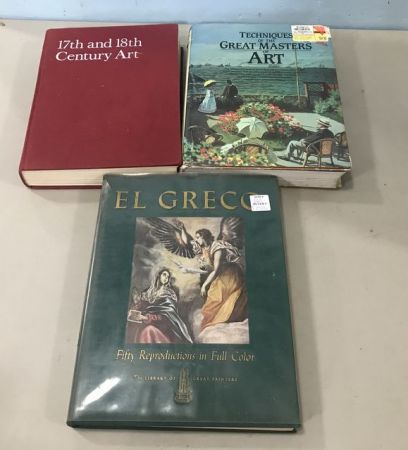 17th and 18th
Century Art
TECHNIQUES
OF THE
GREAT MASTERS
OF
ART
EL GRECO
Fifty Reproductions in Full Color
THE LIBRARY OF GREAT PAINTERS